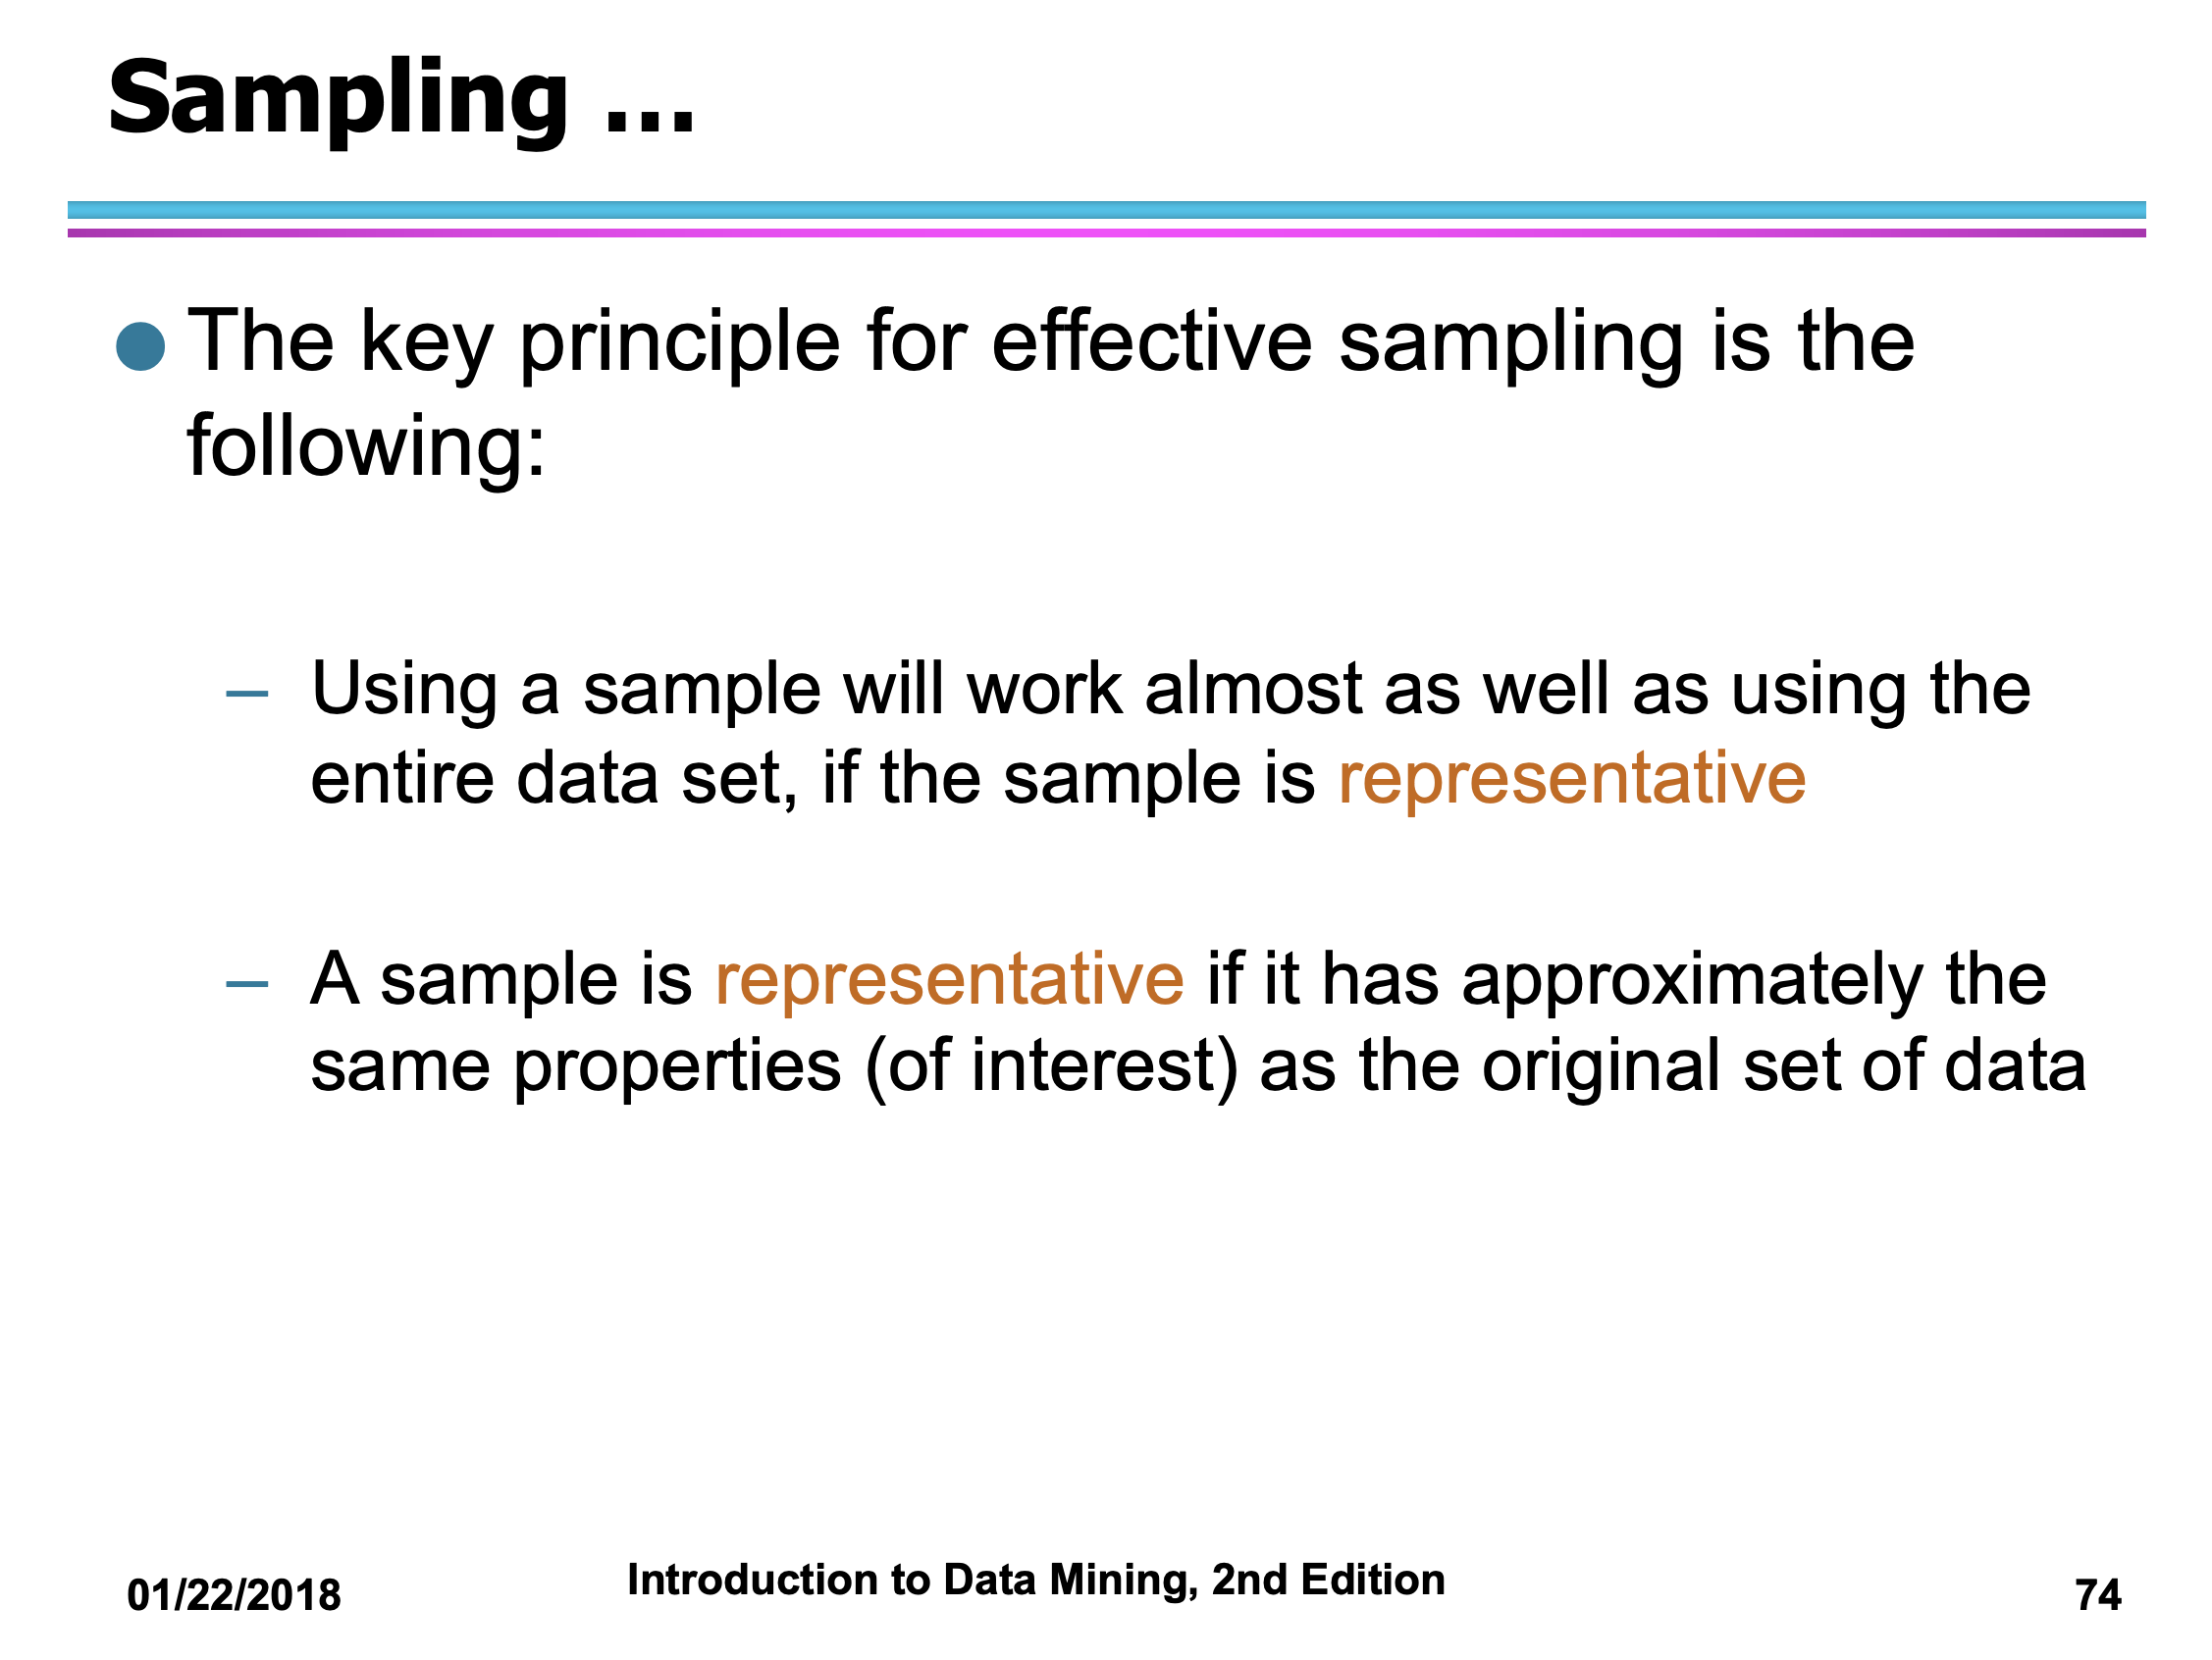 Sampling ...
● The key principle for effective sampling is the
following:
– Using a sample will work almost as well as using the
entire data set, if the sample is representative
– A sample is representative if it has approximately the
same properties (of interest) as the original set of data
01/22/2018
Introduction to Data Mining, 2nd Edition
74